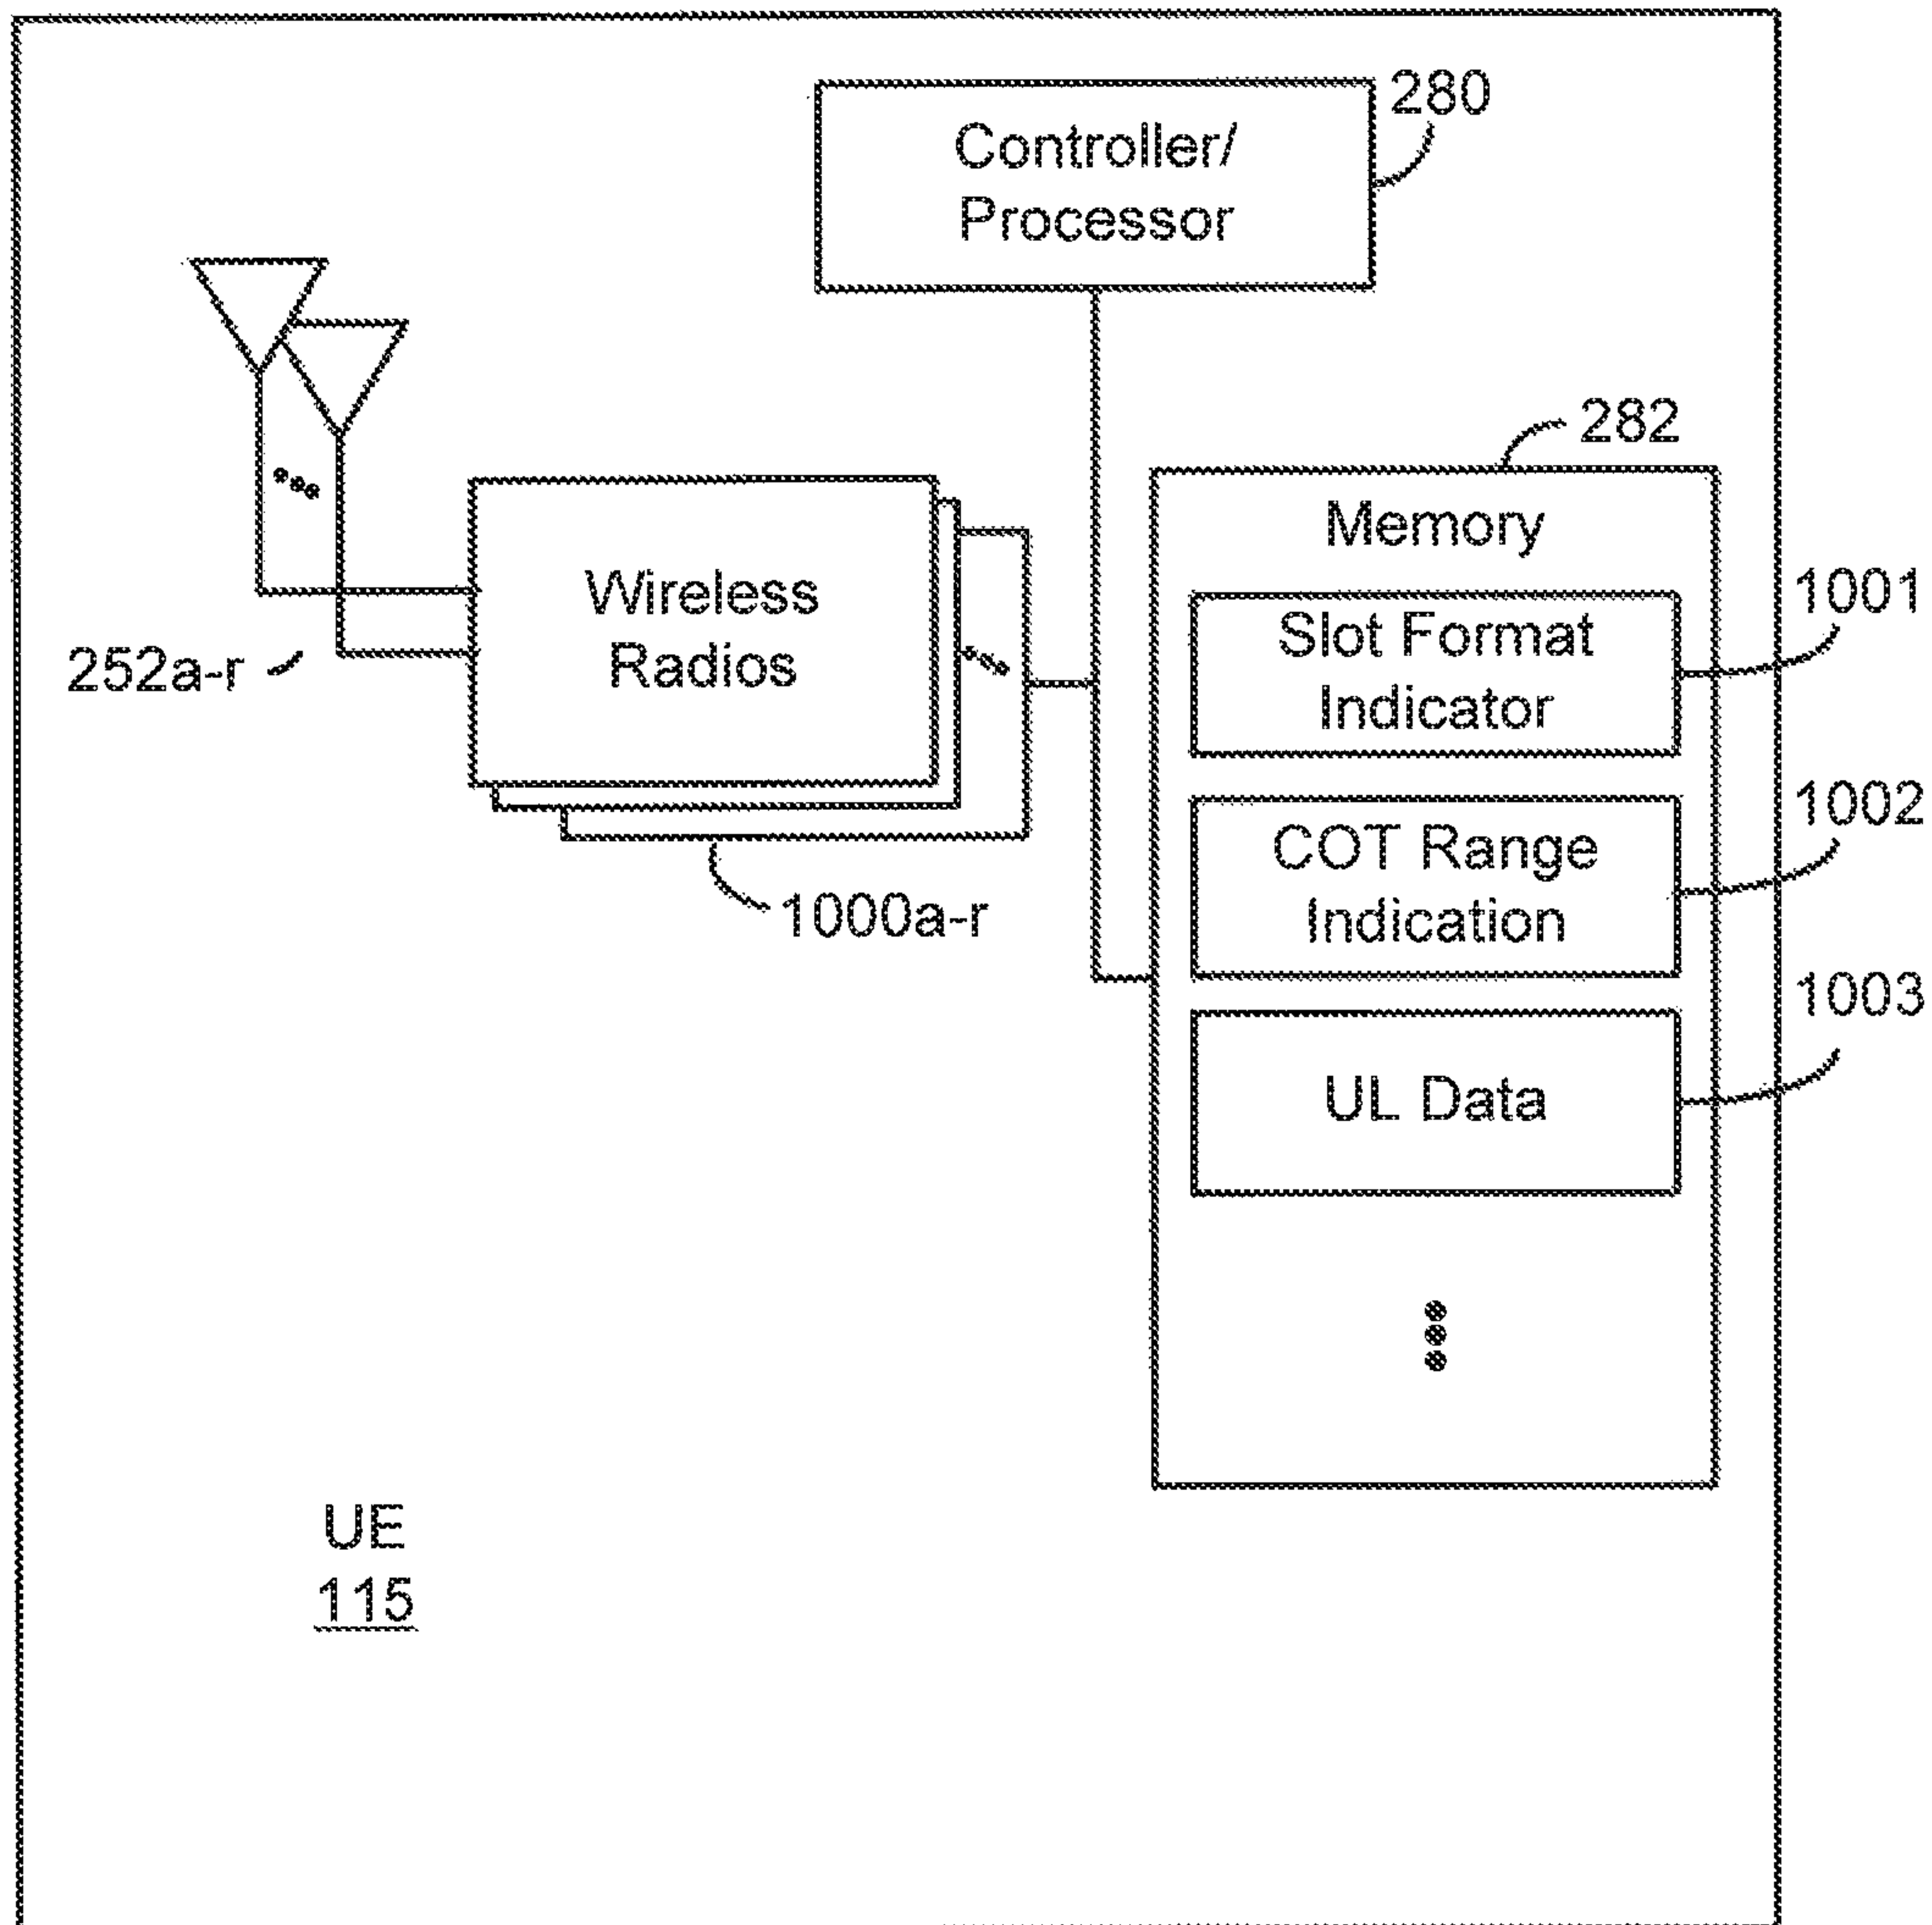 280
Controller/
Processor
282
Memory
1001
Slot Format
Indicator
Wireless
Radios
252a-r
1002
COT Range
Indication
1000a-r
1003
UL Data
UE
115